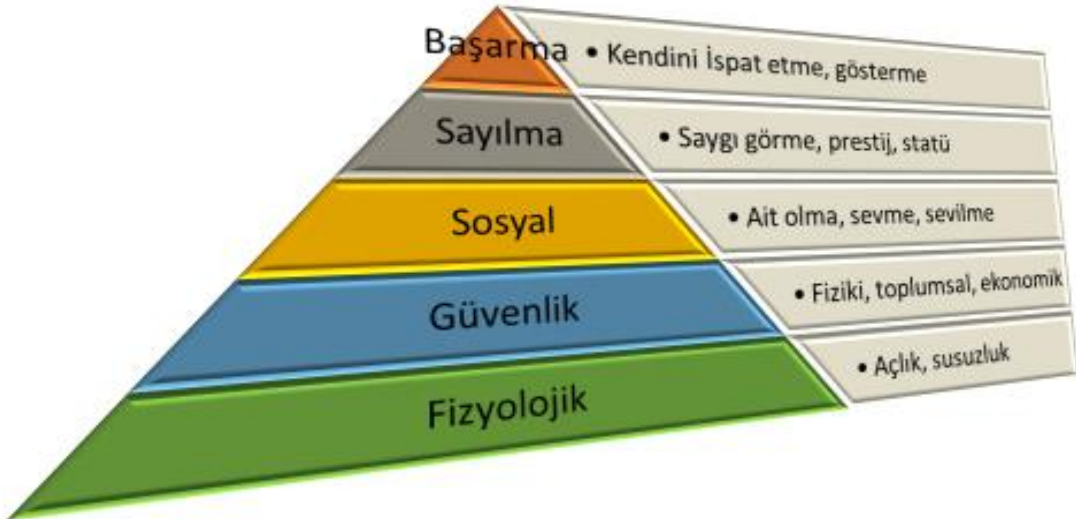 Başarma
• Kendini İspat etme, gösterme
Sayılma
• Saygı görme, prestij, statü
Sosyal
• Ait olma, sevme, sevilme
Güvenlik
• Fiziki, toplumsal, ekonomik
Fizyolojik
• Açlık, susuzluk